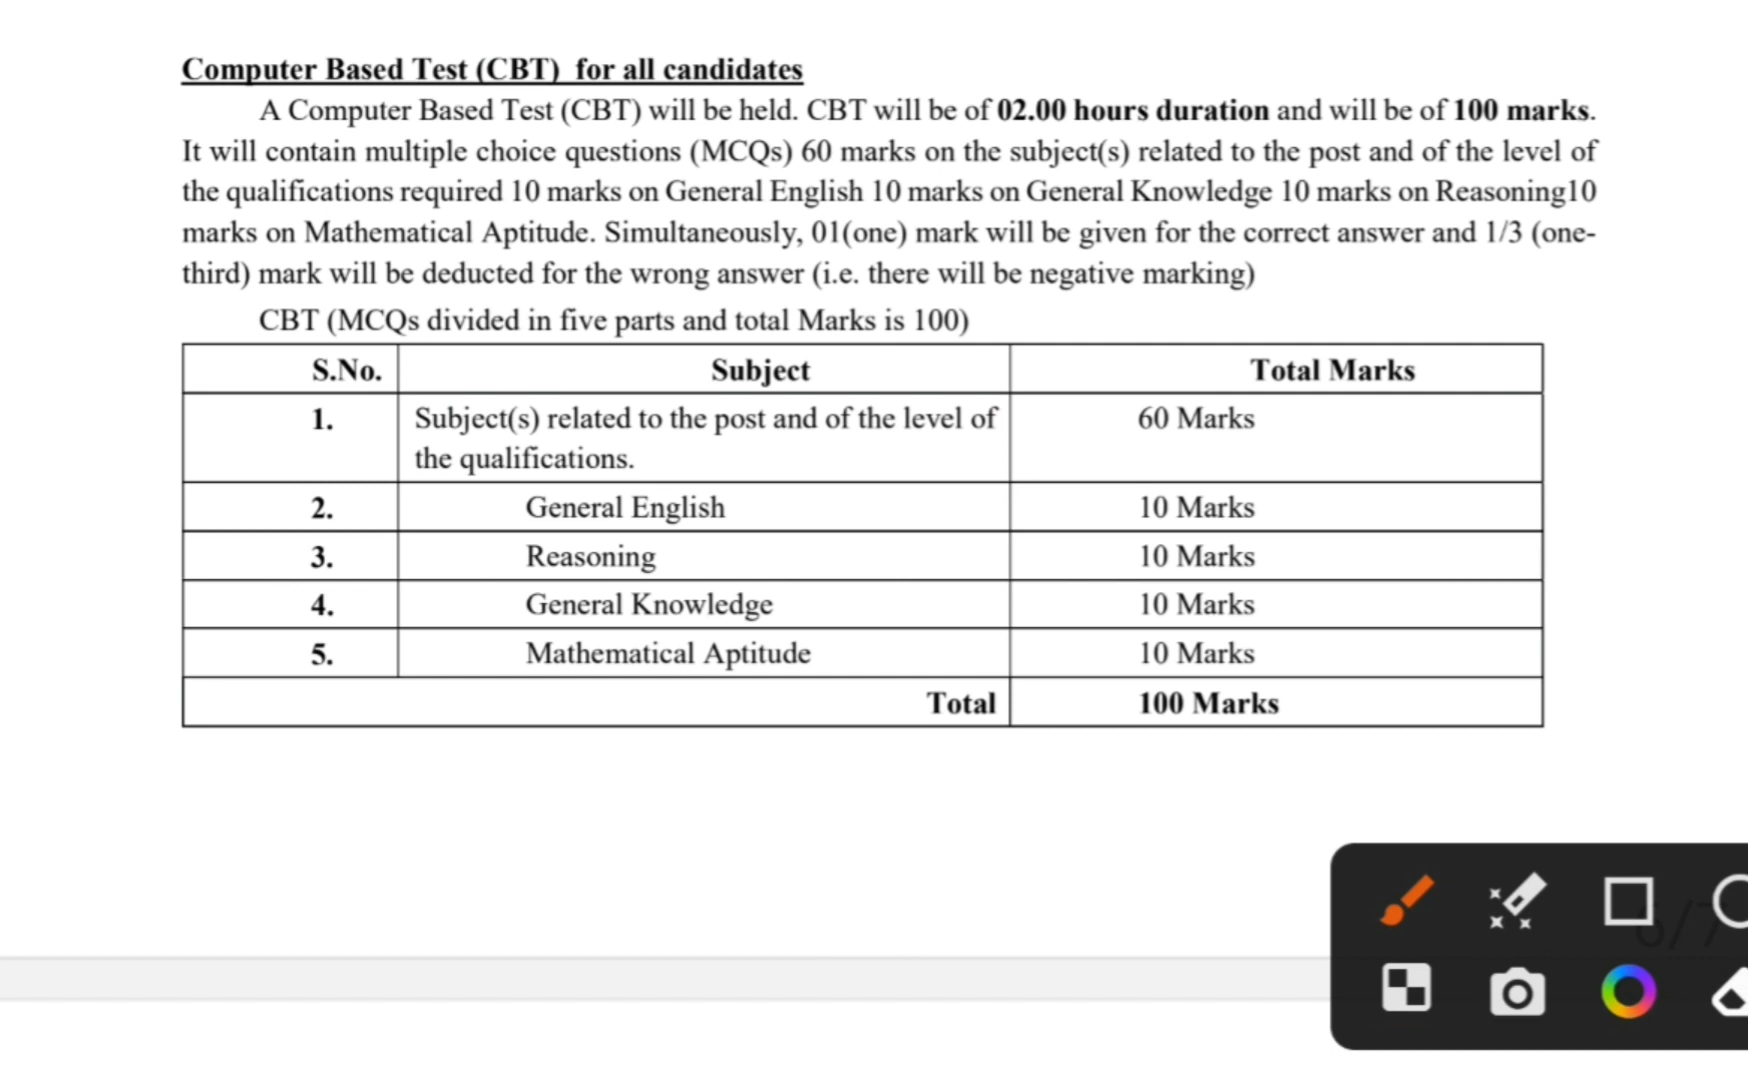 Computer Based Test (CBT) for all candidates
A Computer Based Test (CBT) will be held. CBT will be of 02.00 hours duration and will be of 100 marks.
It will contain multiple choice questions (MCQs) 60 marks on the subject(s) related to the post and of the level of
the qualifications required 10 marks on General English 10 marks on General Knowledge 10 marks on Reasoning10
marks on Mathematical Aptitude. Simultaneously, 01(one) mark will be given for the correct answer and 1/3 (one-
third) mark will be deducted for the wrong answer (i.e. there will be negative marking)
CBT (MCQs divided in five parts and total Marks is 100)
S.No. Subject Total Marks
1. Subject(s) related to the post and of the level of 60 Marks
the qualifications.
2. General English 10 Marks
3. Reasoning 10 Marks
4. General Knowledge 10 Marks
5. Mathematical Aptitude 10 Marks
Total 100 Marks
6/7